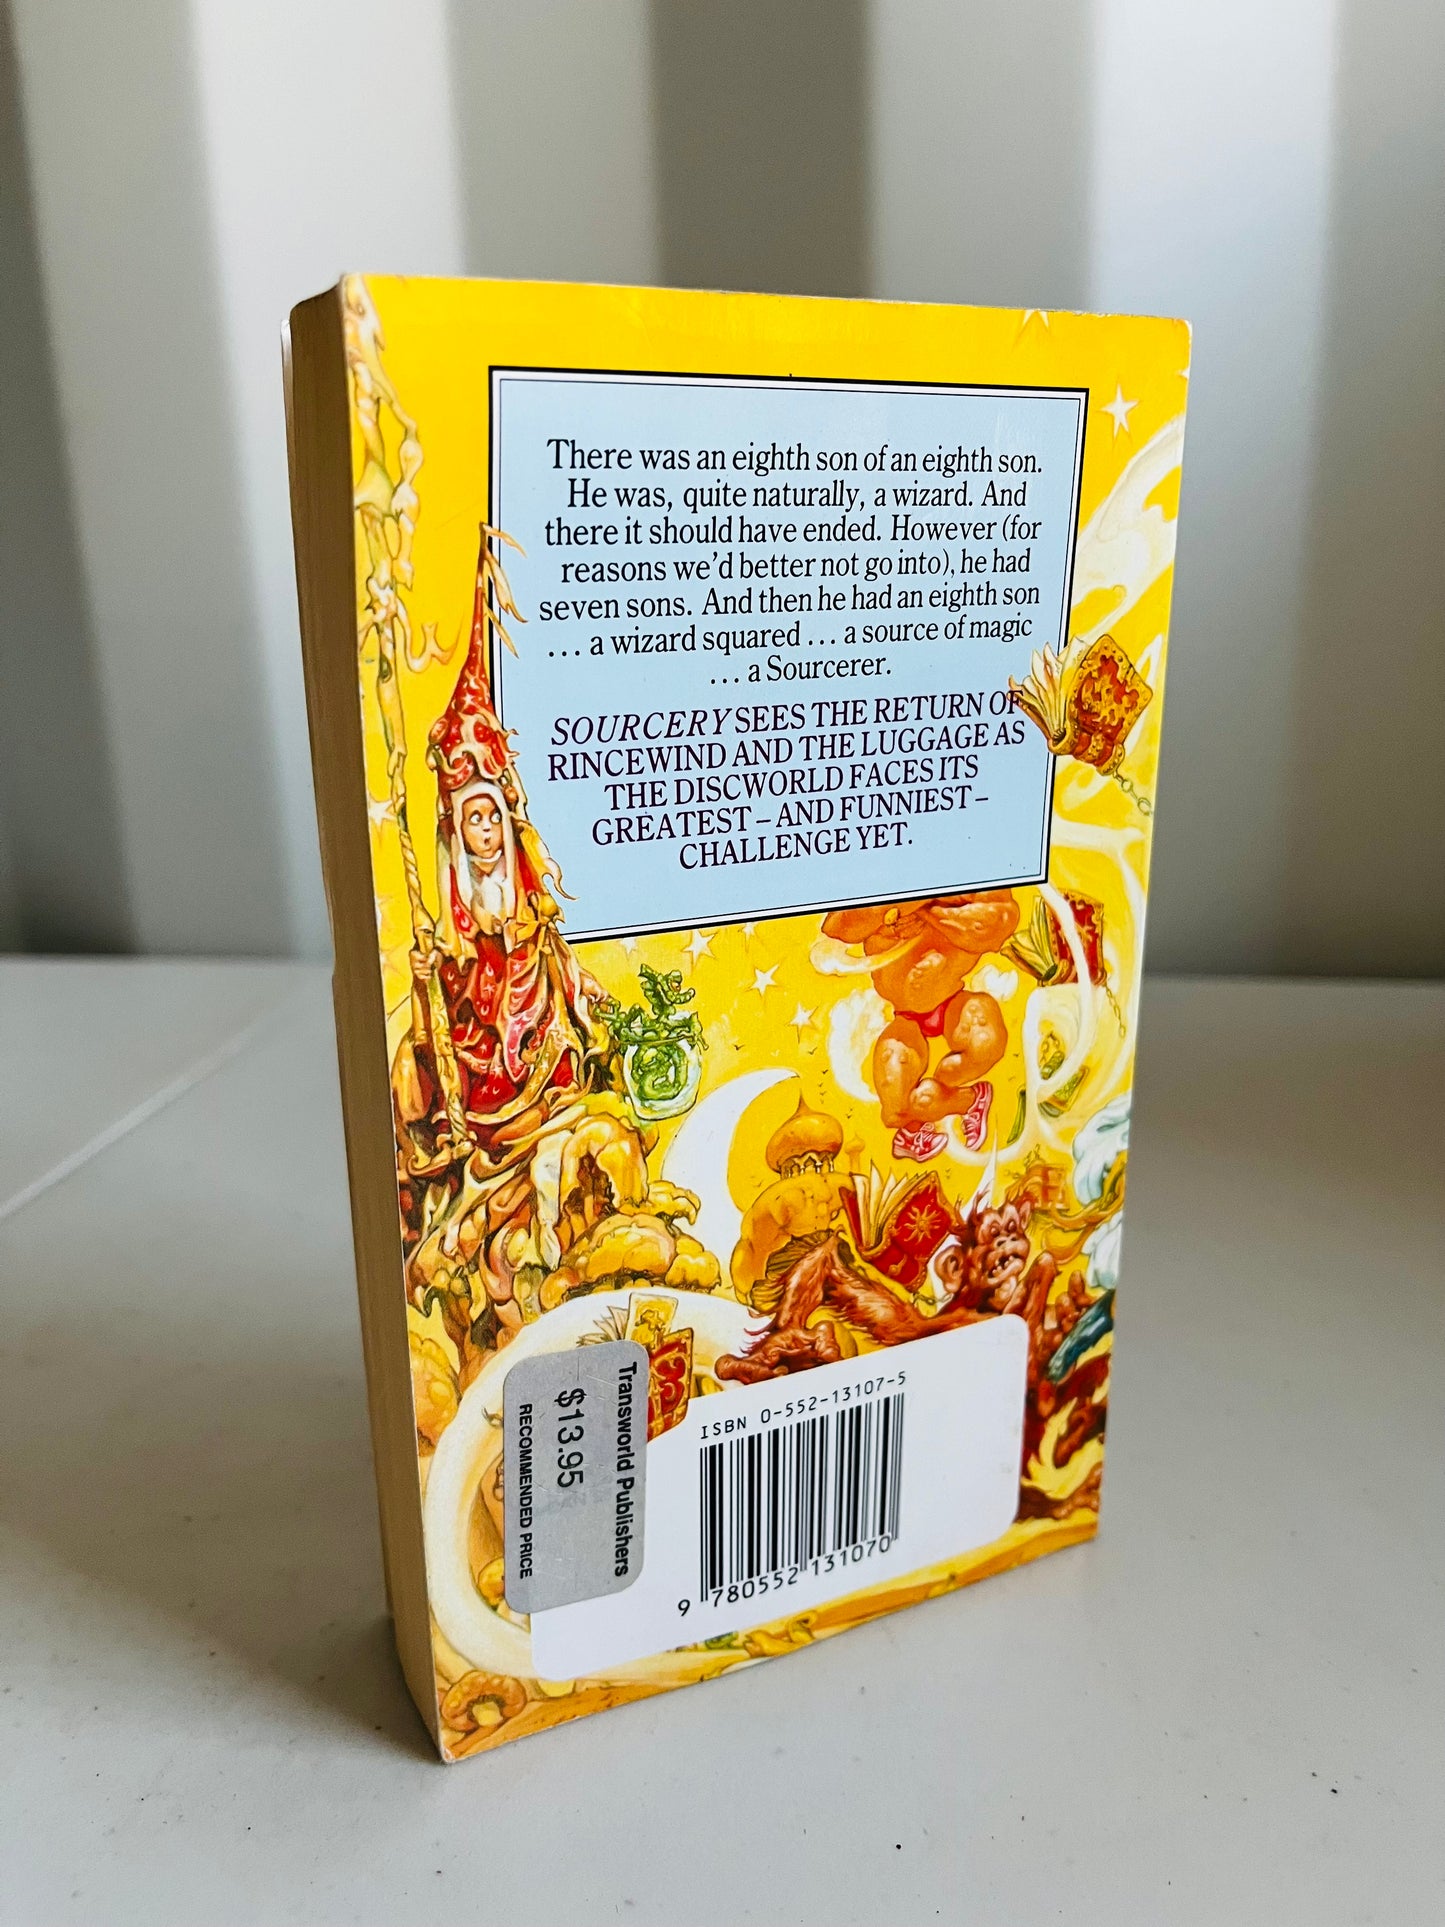 There was an eighth son of an eighth son.
He was, quite naturally, a wizard. And
there it should have ended. However (for
reasons we'd better not go into), he had
seven sons. And then he had an eighth son
... a wizard squared ... a source of magic
... a Sourcerer.
SOURCERY SEES THE RETURN OF
RINCEWIND AND THE LUGGAGE AS
THE DISCWORLD FACES ITS
GREATEST – AND FUNNIEST –
CHALLENGE YET.
Transworld Publishers
$13.95
RECOMMENDED PRICE
ISBN 0-552-13107-5
9 780552 131070